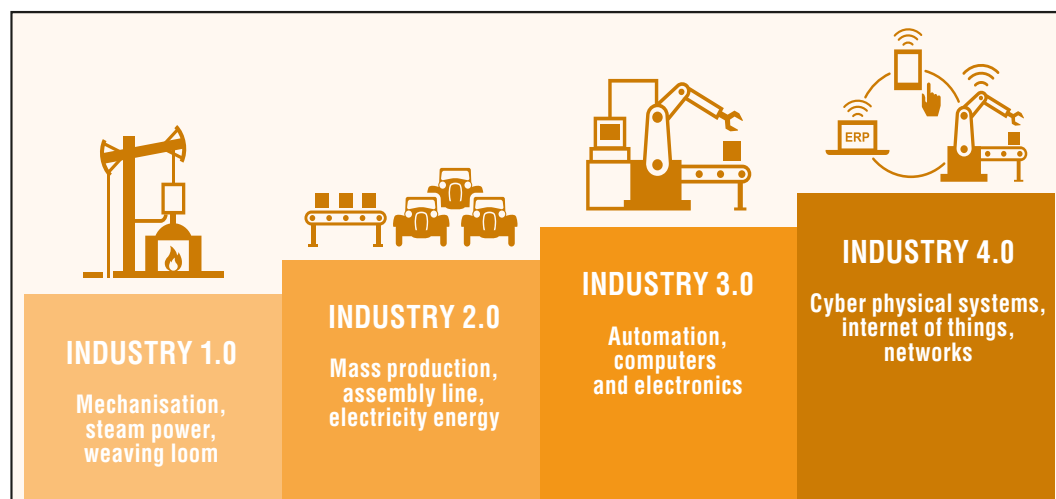 INDUSTRY 1.0
Mechanisation,
steam power,
weaving loom
INDUSTRY 2.0
Mass production,
assembly line,
electricity energy
INDUSTRY 3.0
Automation,
computers
and electronics
ERP
INDUSTRY 4.0
Cyber physical systems,
internet of things,
networks